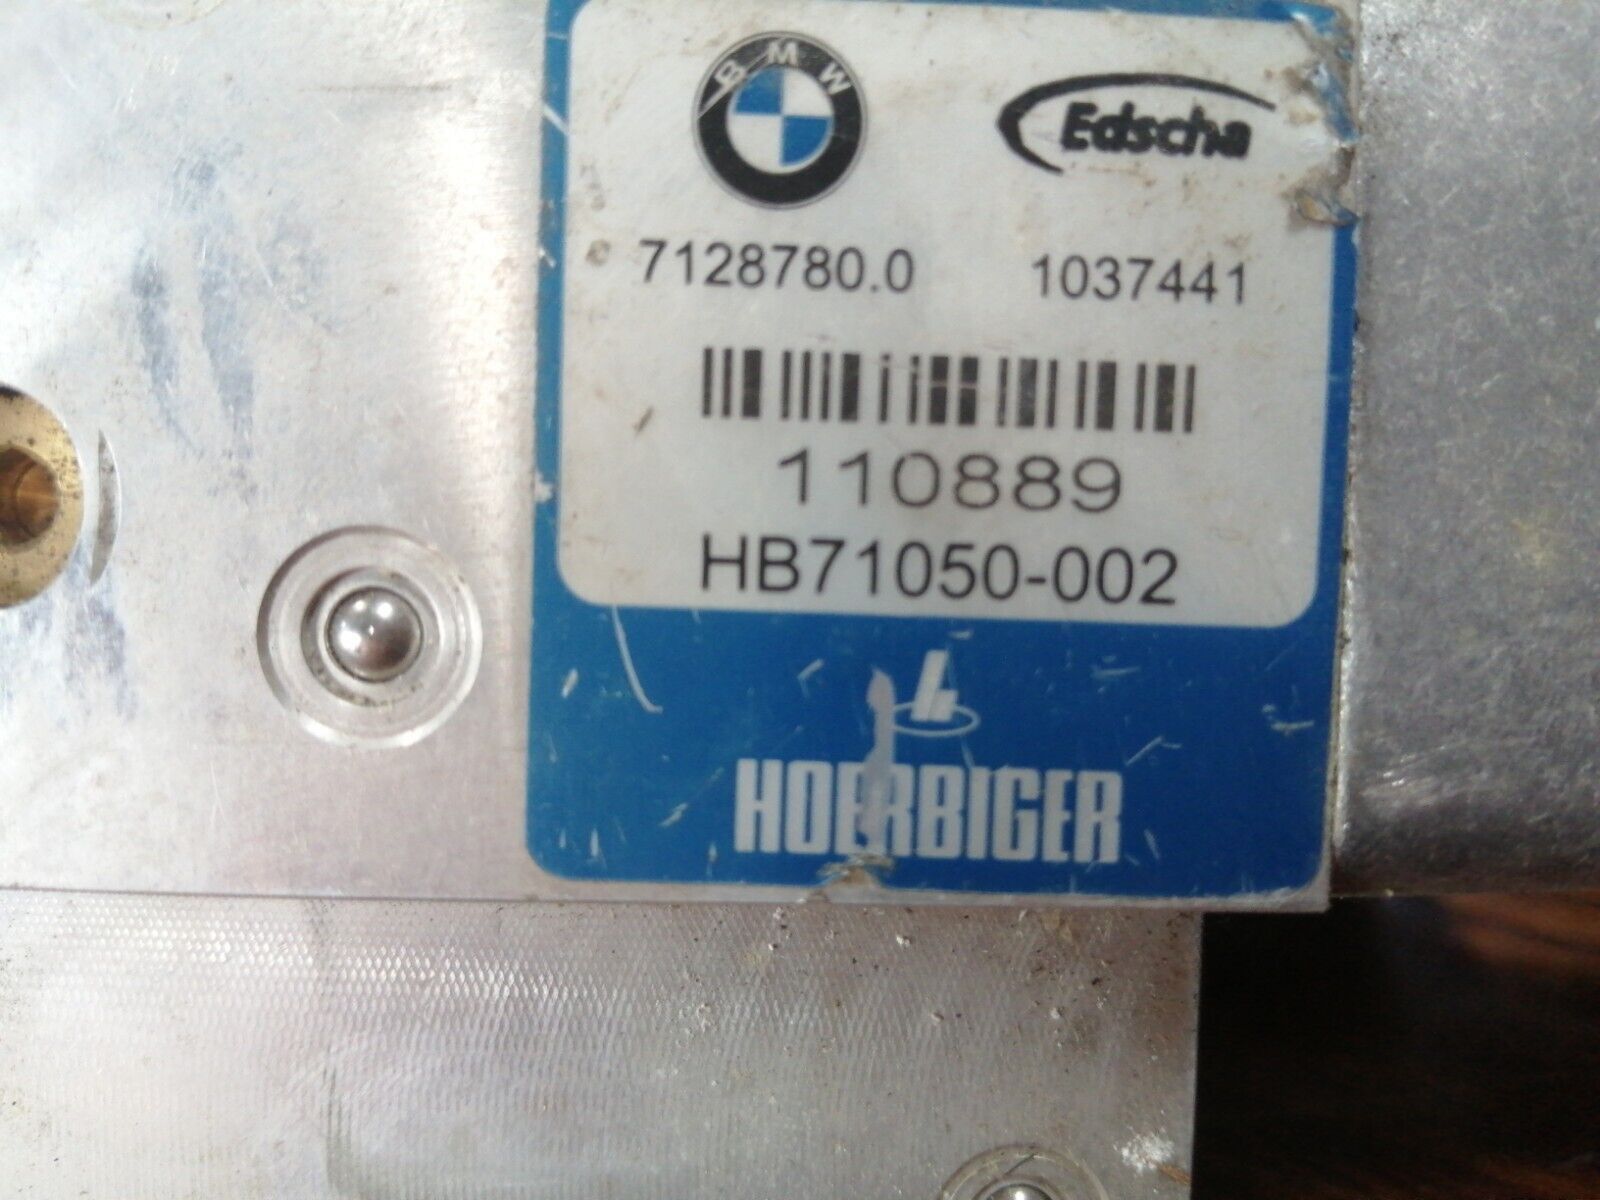 BMW Edscha
7128780.0 1037441
110889
HB71050-002
HOERBIGER